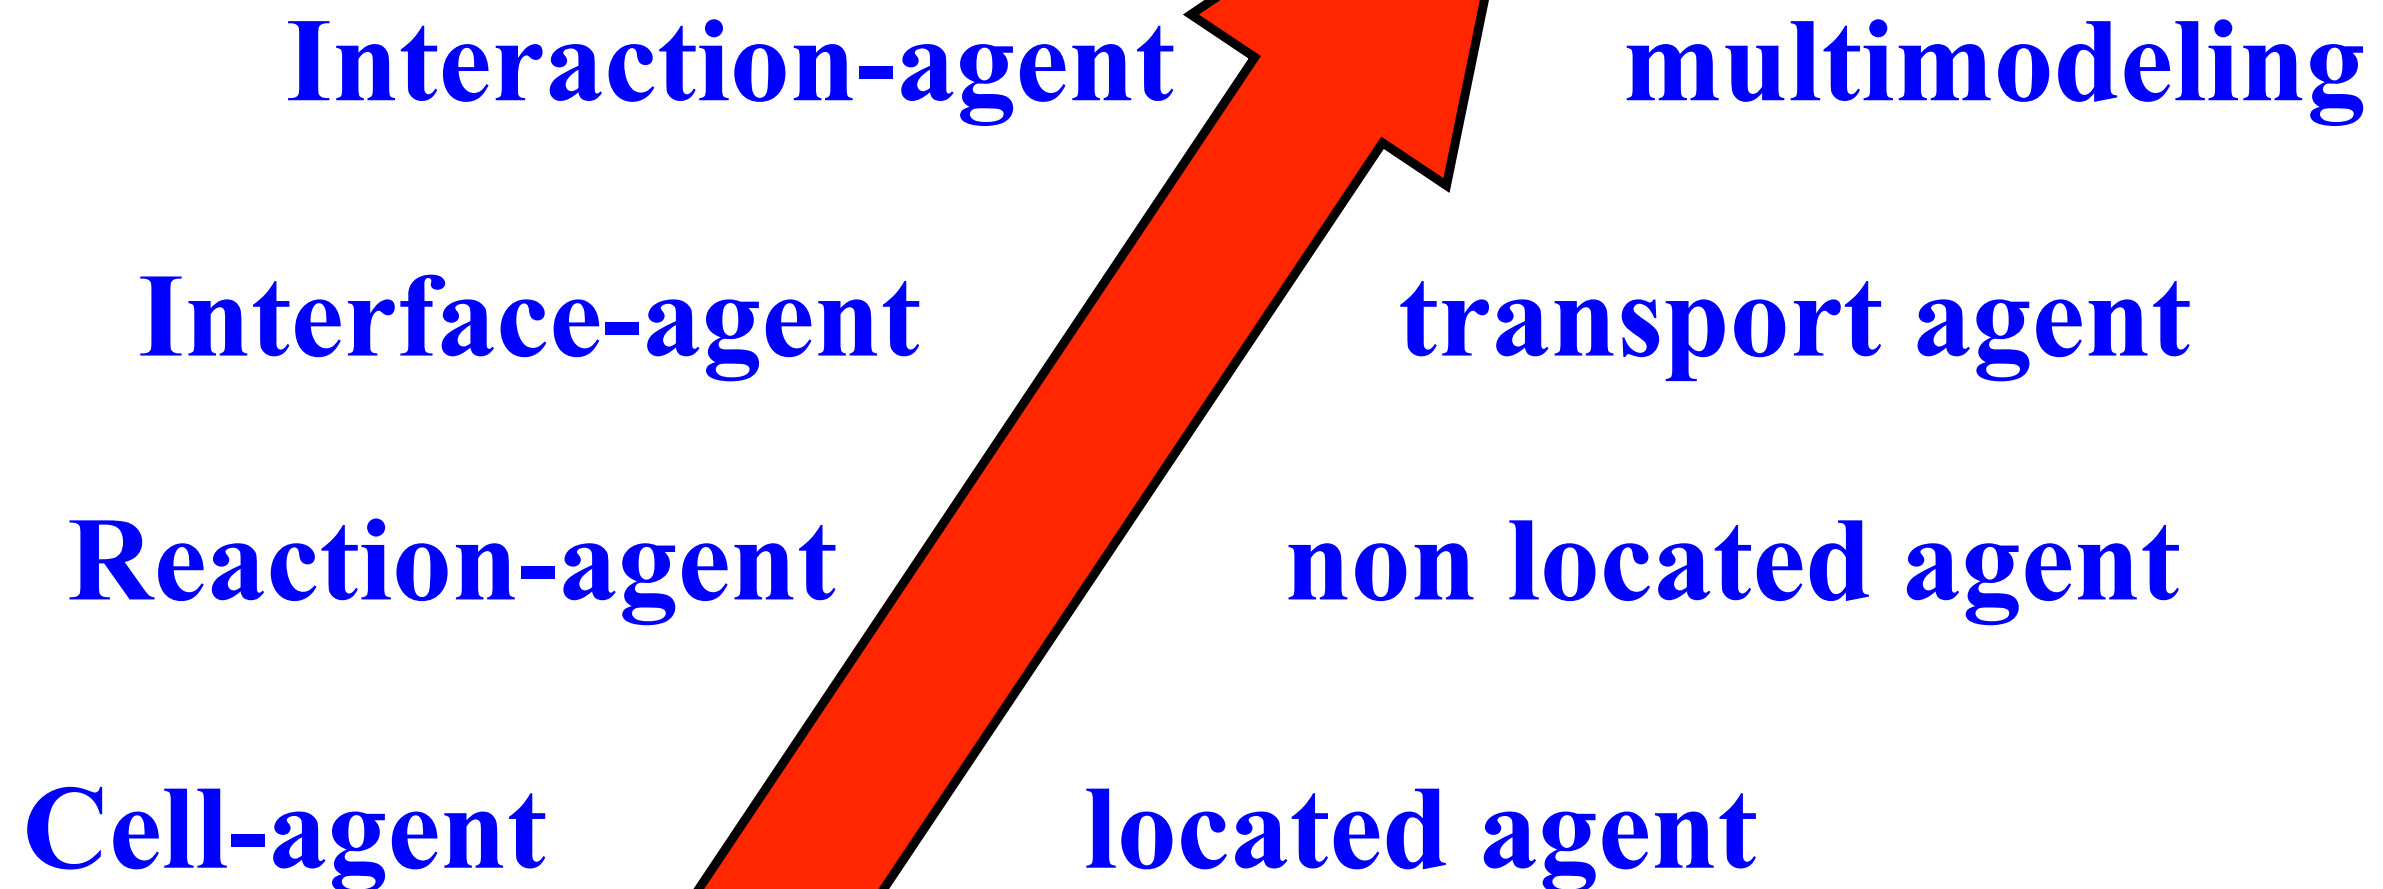 Interaction-agent multimodeling
Interface-agent transport agent
Reaction-agent non located agent
Cell-agent located agent